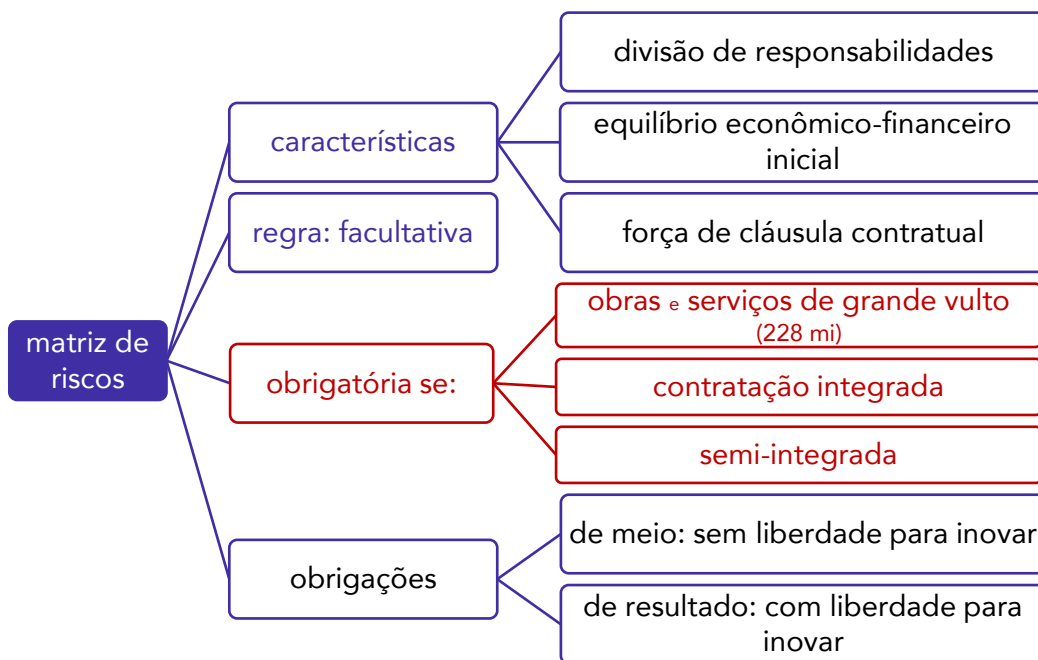 matriz de
riscos
características
divisão de responsabilidades
equilíbrio econômico-financeiro
inicial
força de cláusula contratual
regra: facultativa
obrigatória se:
obras e serviços de grande vulto
(228 mi)
contratação integrada
semi-integrada
obrigações
de meio: sem liberdade para inovar
de resultado: com liberdade para
inovar